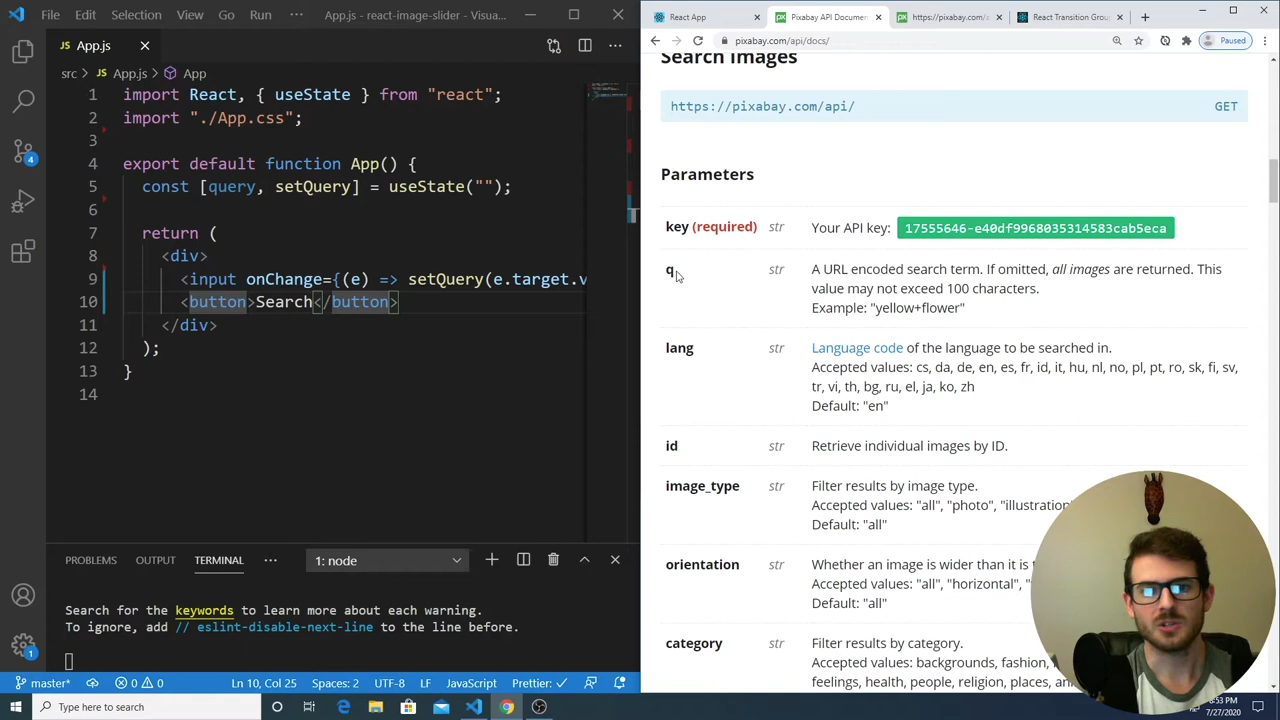 App.js - react-image-slider - Visu...
App.js
src > JS App.js > App
1 import React, { useState } from "react";
2 import "./App.css";
3
4 export default function App() {
5 const [query, setQuery] = useState("");
6
7 return (
8 <div>
9 <input onChange={(e) => setQuery(e.target.v
10 <button>Search</button>
11 </div>
12 );
13 }
14
4
1
PROBLEMS OUTPUT TERMINAL ... 1: node
Search for the keywords to learn more about each warning.
To ignore, add // eslint-disable-next-line to the line before.
master* 0 0 Ln 10, Col 25 Spaces: 2 UTF-8 LF JavaScript Prettier: ✓
React App
Pixabay API Documen
https://pixabay.com/api/
React Transition Grou
pixabay.com/api/docs/
Paused
Search Images
https://pixabay.com/api/ GET
Parameters
key (required) str Your API key: 17555646-e40df9968035314583cab5eca
q str A URL encoded search term. If omitted, all images are returned. This
value may not exceed 100 characters.
Example: "yellow+flower"
lang str Language code of the language to be searched in.
Accepted values: cs, da, de, en, es, fr, id, it, hu, nl, no, pl, pt, ro, sk, fi, sv,
tr, vi, th, bg, ru, el, ja, ko, zh
Default: "en"
id str Retrieve individual images by ID.
image_type str Filter results by image type.
Accepted values: "all", "photo", "illustration"
Default: "all"
orientation str Whether an image is wider than it is
Accepted values: "all", "horizontal",
Default: "all"
category str Filter results by category.
Accepted values: backgrounds, fashion,
feelings, health, people, religion, places,
Type here to search
:53 PM
7/27/2020